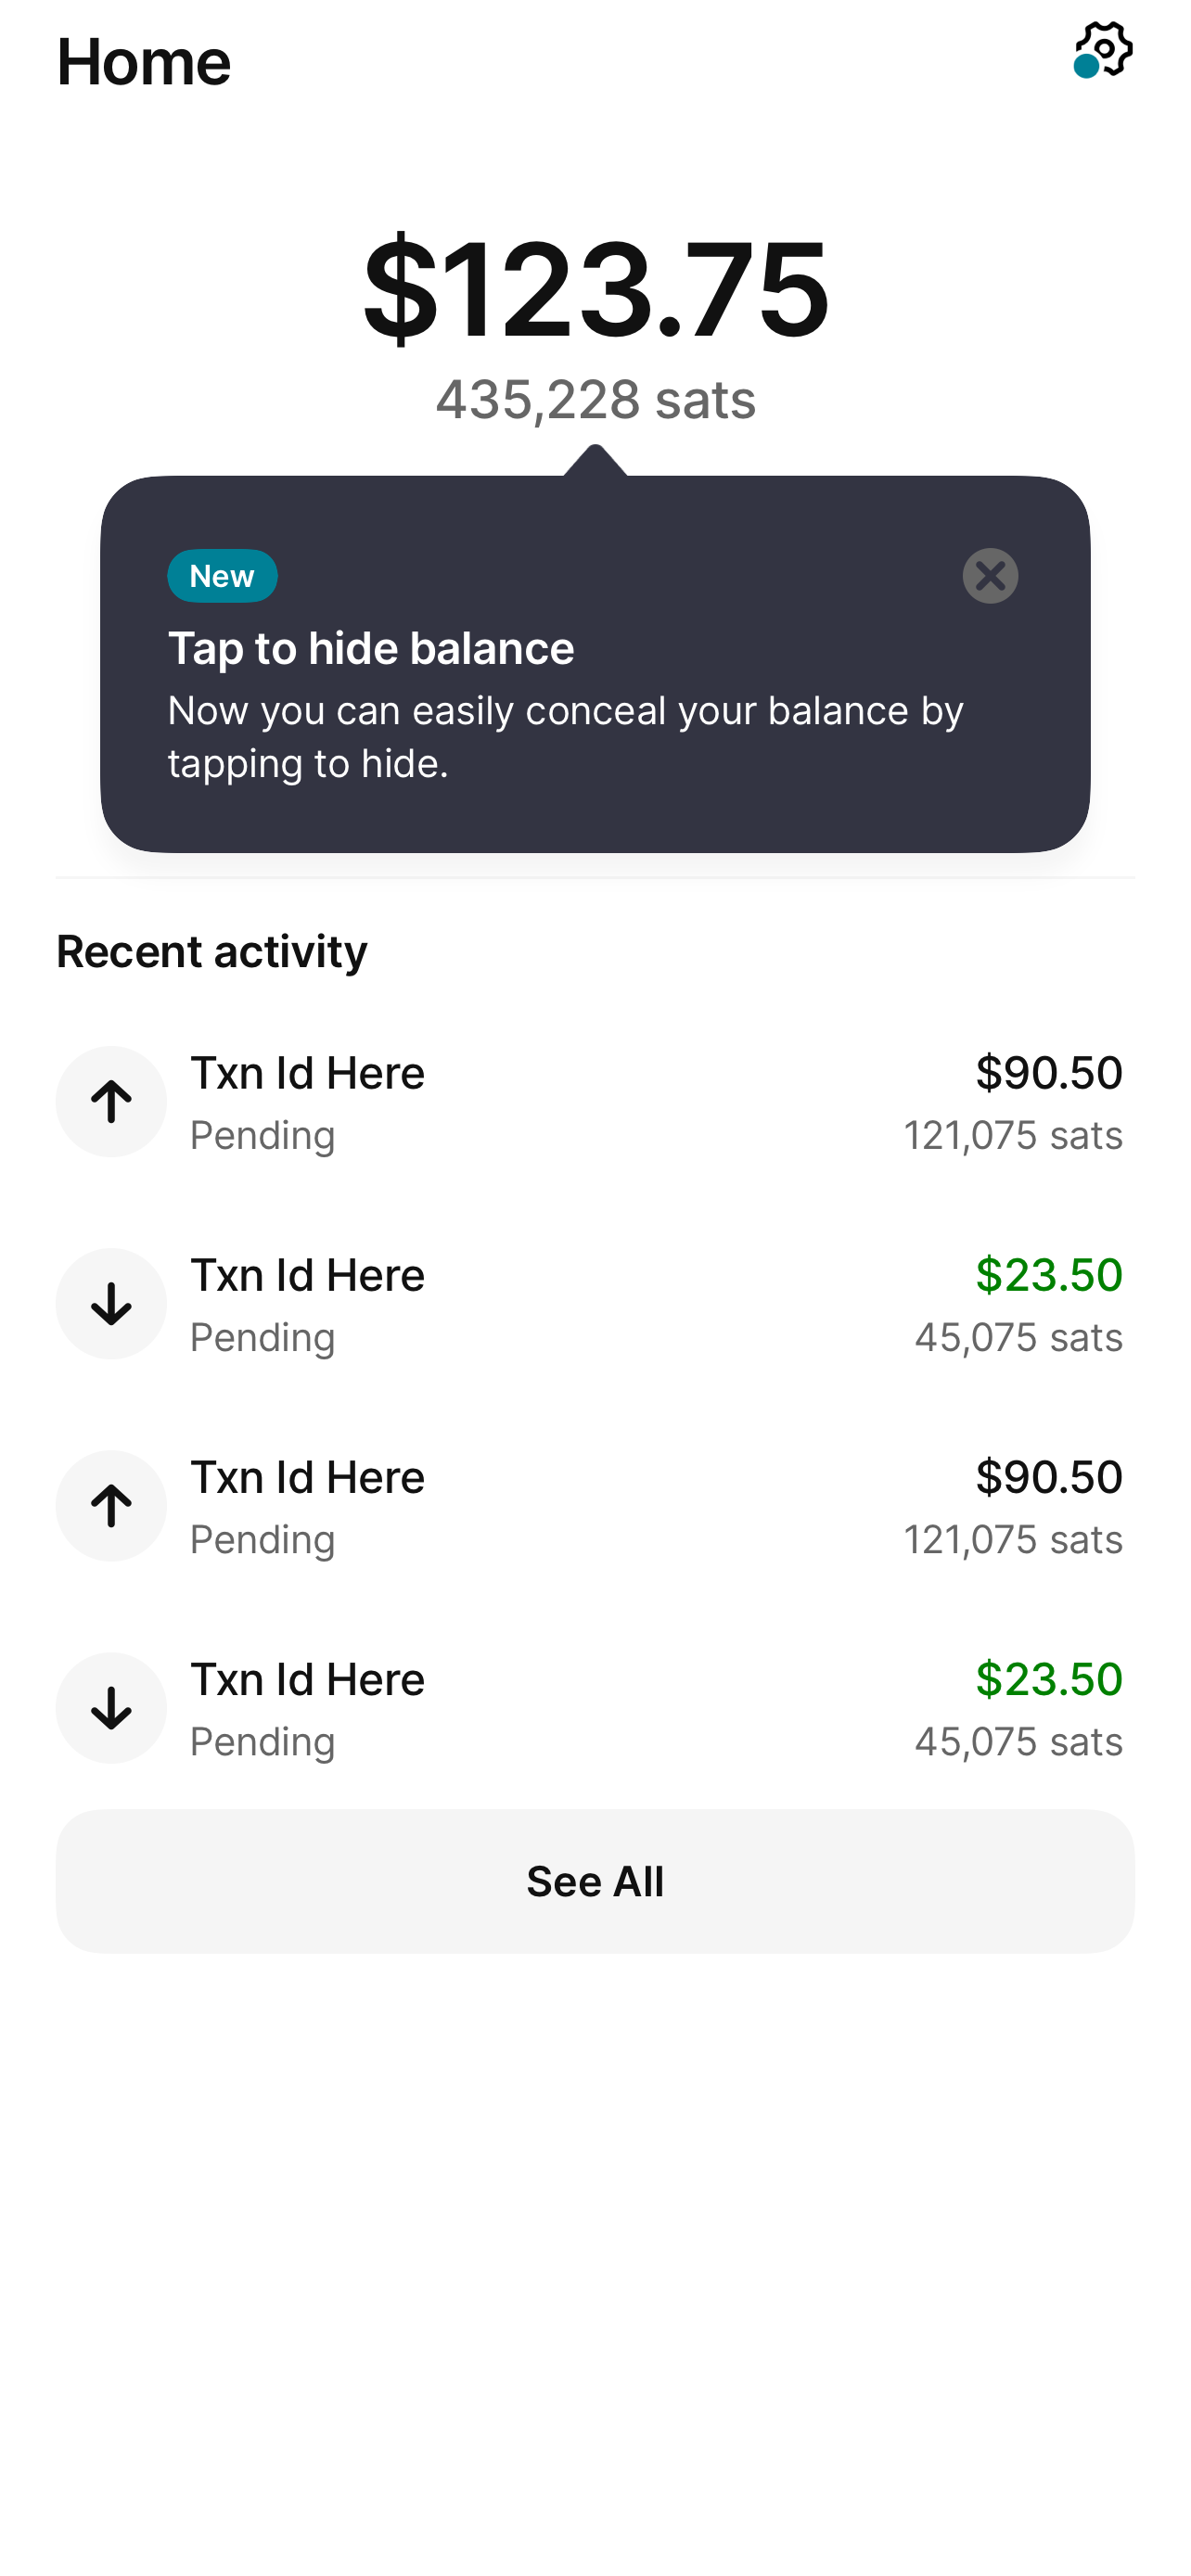 Home
$123.75
435,228 sats
New
Tap to hide balance
Now you can easily conceal your balance by
tapping to hide.
Recent activity
Txn Id Here
$90.50
Pending
121,075 sats
Txn Id Here
$23.50
Pending
45,075 sats
Txn Id Here
$90.50
Pending
121,075 sats
Txn Id Here
$23.50
Pending
45,075 sats
See All